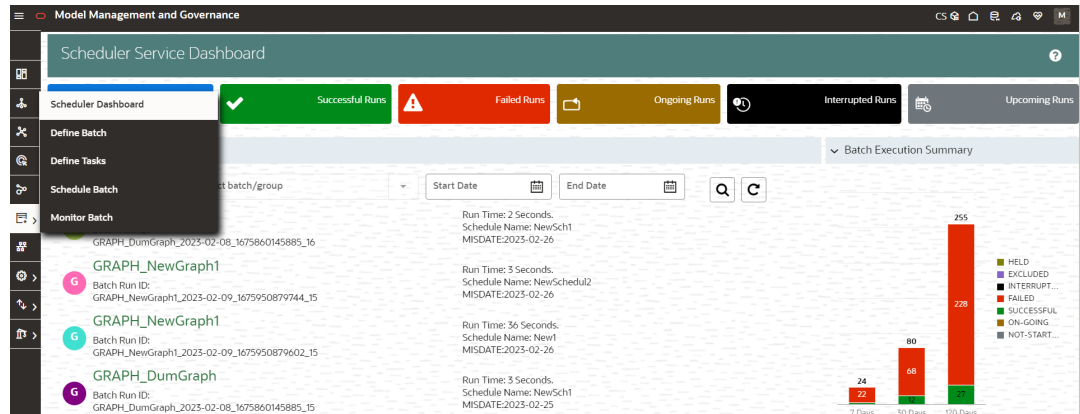 Model Management and Governance
CS
M
Scheduler Service Dashboard
?
Scheduler Dashboard
Define Batch
Define Tasks
Schedule Batch
Monitor Batch
Successful Runs
Failed Runs
Ongoing Runs
Interrupted Runs
Upcoming Runs
Batch Execution Summary
batch/group
Start Date
End Date
Run Time: 2 Seconds.
Schedule Name: NewSch1
MISDATE:2023-02-26
GRAPH_DumGraph_2023-02-08_1675860145885_16
G
GRAPH_NewGraph1
Batch Run ID:
GRAPH_NewGraph1_2023-02-09_1675950879744_15
Run Time: 3 Seconds.
Schedule Name: NewSchedul2
MISDATE:2023-02-26
G
GRAPH_NewGraph1
Batch Run ID:
GRAPH_NewGraph1_2023-02-09_1675950879602_15
Run Time: 36 Seconds.
Schedule Name: New1
MISDATE:2023-02-26
G
GRAPH_DumGraph
Batch Run ID:
GRAPH_DumGraph_2023-02-08_1675860145885_15
Run Time: 3 Seconds.
Schedule Name: NewSch1
MISDATE:2023-02-25
255
228
27
80
68
12
24
22
7 Days
30 Days
120 Days
HELD
EXCLUDED
INTERRUPT...
FAILED
SUCCESSFUL
ON-GOING
NOT-START...